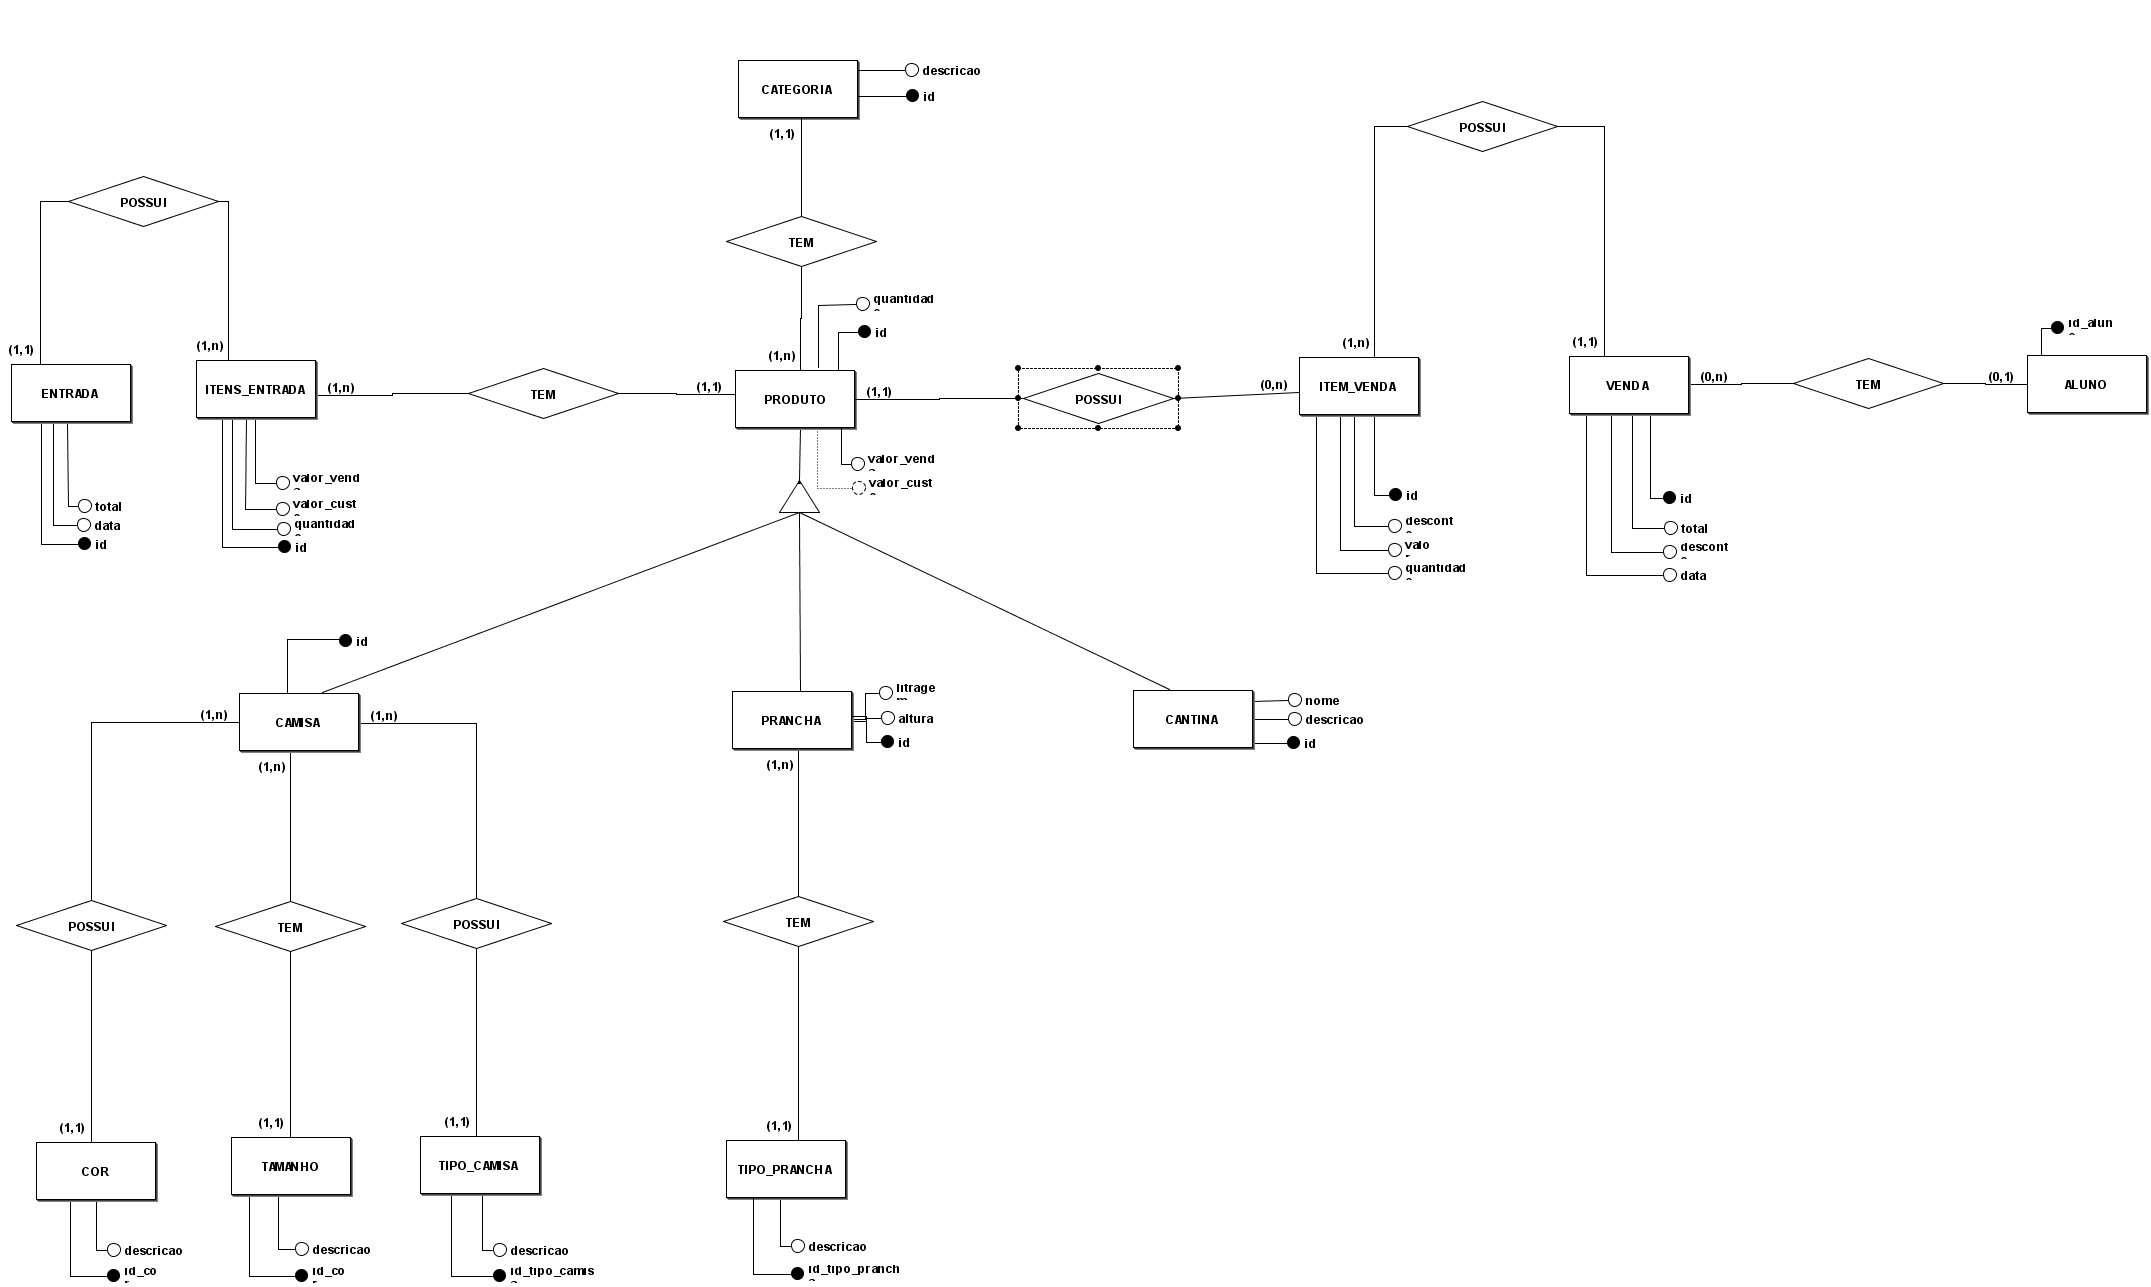 CATEGORIA
descricao
id
(1,1)
POSSUI
POSSUI
TEM
quantidad
id
(1,n)
(1,1)
ENTRADA
total
data
id
(1,n)
ITENS_ENTRADA
(1,n)
valor_vend
valor_cust
quantidad
id
TEM
(1,1)
PRODUTO
(1,1)
valor_vend
valor_cust
POSSUI
(0,n)
(1,n)
ITEM_VENDA
id
descont
valo
quantidad
(1,1)
VENDA
(0,n)
id
total
descont
data
TEM
(0,1)
id_alun
ALUNO
id
(1,n)
CAMISA
(1,n)
(1,n)
PRANCHA
litrage
altura
id
(1,n)
CANTINA
nome
descricao
id
POSSUI
TEM
POSSUI
TEM
(1,1)
COR
descricao
id_co
(1,1)
TAMANHO
descricao
id_co
(1,1)
TIPO_CAMISA
descricao
id_tipo_camis
(1,1)
TIPO_PRANCHA
descricao
id_tipo_pranch